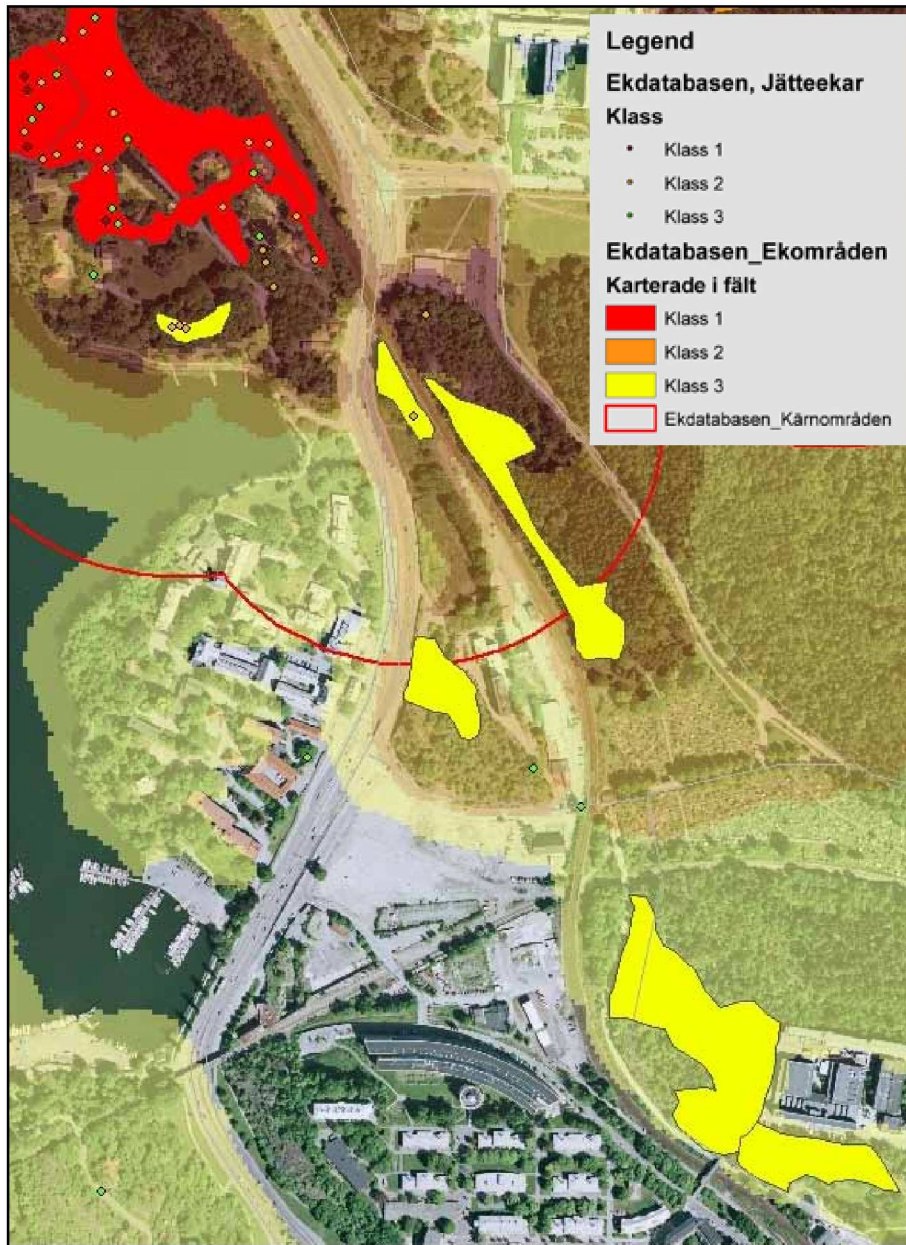 Legend
Ekdatabasen, Jätteekar
Klass
Klass 1
Klass 2
Klass 3
Ekdatabasen_Ekområden
Karterade i fält
Klass 1
Klass 2
Klass 3
Ekdatabasen_Kärnområden